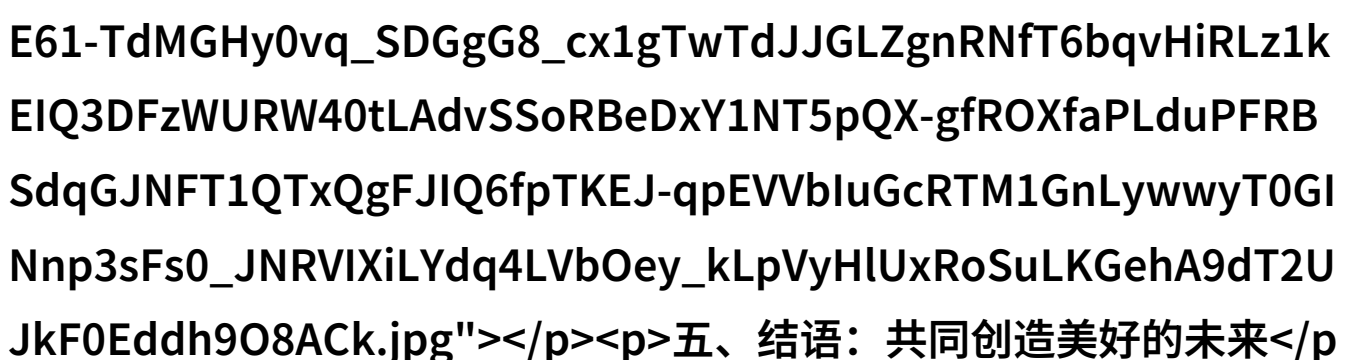 E61-TdMGHy0vq_SDGgG8_cx1gTwTdJJGLZgnRNfT6bqvHiRLz1k
EIQ3DFzWURW40tLAdvSSoRBeDxY1NT5pQX-gfROXfaPLduPFRB
SdqGJNFT1QTxQgFJIQ6fpTKEJ-qpEVVbIuGcRTM1GnLywwyT0GI
Nnp3sFs0_JNRVIXiLYdq4LVbOey_kLpVyHlUxRoSuLKGehA9dT2U
JkF0Eddh9O8ACk.jpg"></p><p>五、结语：共同创造美好的未来</p